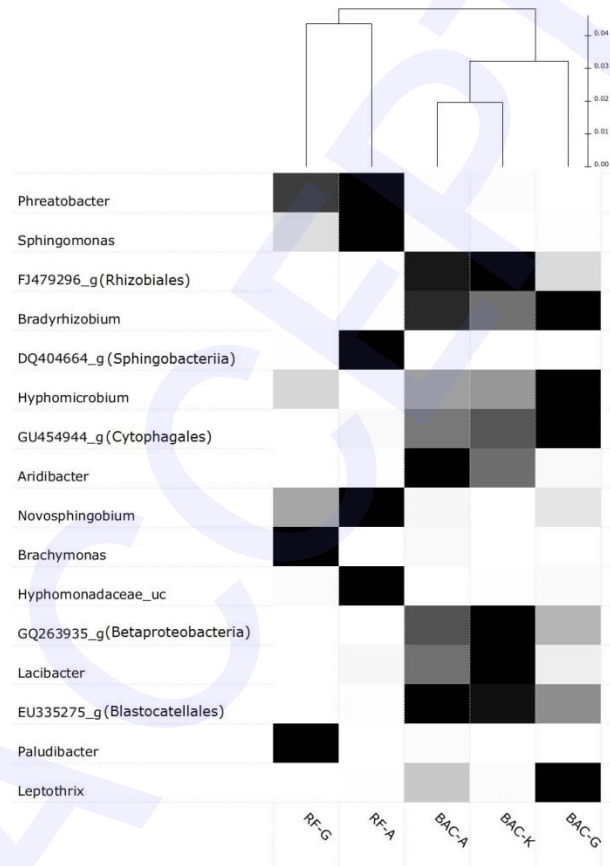 0.04
0.03
0.02
0.01
0.00
Phreatobacter
Sphingomonas
FJ479296_g(Rhizobiales)
Bradyrhizobium
DQ404664_g(Sphingobacteriia)
Hyphomicrobium
GU454944_g(Cytophagales)
Aridibacter
Novosphingobium
Brachymonas
Hyphomonadaceae_uc
GQ263935_g(Betaproteobacteria)
Lacibacter
EU335275_g(Blastocatellales)
Paludibacter
Leptothrix
RF-G
RF-A
BAC-A
BAC-K
BAC-G